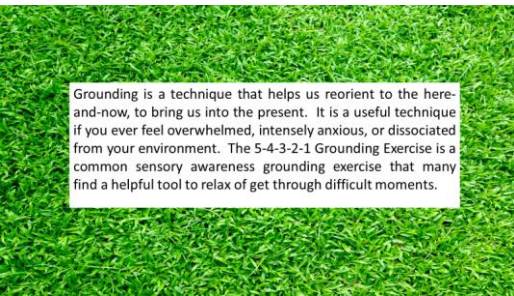 Grounding is a technique that helps us reorient to the here-
and-now, to bring us into the present. It is a useful technique
if you ever feel overwhelmed, intensely anxious, or dissociated
from your environment. The 5-4-3-2-1 Grounding Exercise is a
common sensory awareness grounding exercise that many
find a helpful tool to relax of get through difficult moments.